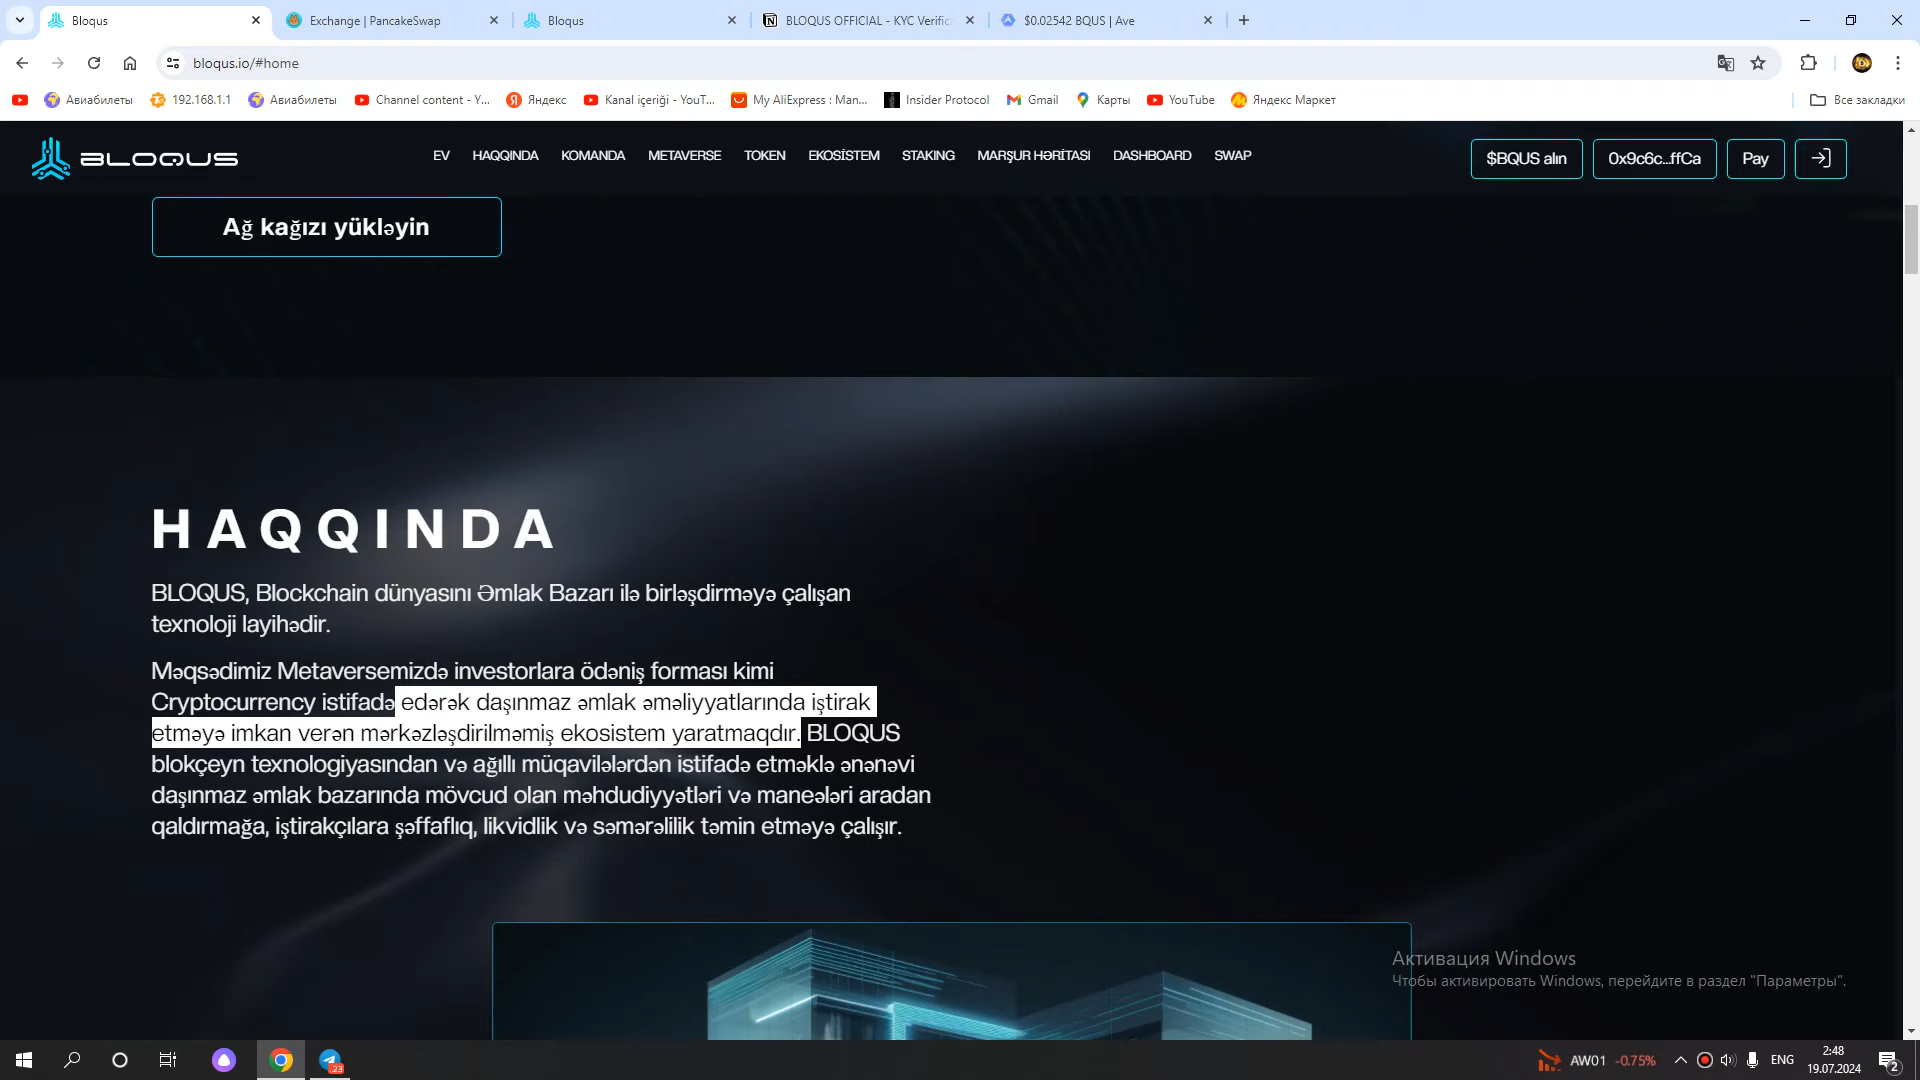 Bloqus
Exchange | PancakeSwap
Bloqus
BLOQUS OFFICIAL - KYC Verific
$0.02542 BQUS | Ave
bloqus.io/#home
Авиабилеты
192.168.1.1
Авиабилеты
Channel content - Y...
Яндекс
Kanal içeriği - YouT...
My AliExpress : Man...
Insider Protocol
Gmail
Карты
YouTube
Яндекс Маркет
Все закладки
BLOQUS
EV
HAQQINDA
KOMANDA
METAVERSE
TOKEN
EKOSİSTEM
STAKING
MARŞUR HƏRİTASI
DASHBOARD
SWAP
$BQUS alın
0x9c6c...ffCa
Pay
Ağ kağızı yükləyin
HAQQINDA
BLOQUS, Blockchain dünyasını Əmlak Bazarı ilə birləşdirməyə çalışan
texnoloji layihədir.
Məqsədimiz Metaversemizdə investorlara ödəniş forması kimi
Cryptocurrency istifadə edərək daşınmaz əmlak əməliyyatlarında iştirak
etməyə imkan verən mərkəzləşdirilməmiş ekosistem yaratmaqdır. BLOQUS
blokçeyn texnologiyasından və ağıllı müqavilələrdən istifadə etməklə ənənəvi
daşınmaz əmlak bazarında mövcud olan məhdudiyyətləri və maneələri aradan
qaldırmağa, iştirakçılara şəffaflıq, likvidlik və səmərəlilik təmin etməyə çalışır.
Активация Windows
Чтобы активировать Windows, перейдите в раздел "Параметры".
23
AW01 -0.75%
ENG
2:48
19.07.2024
2